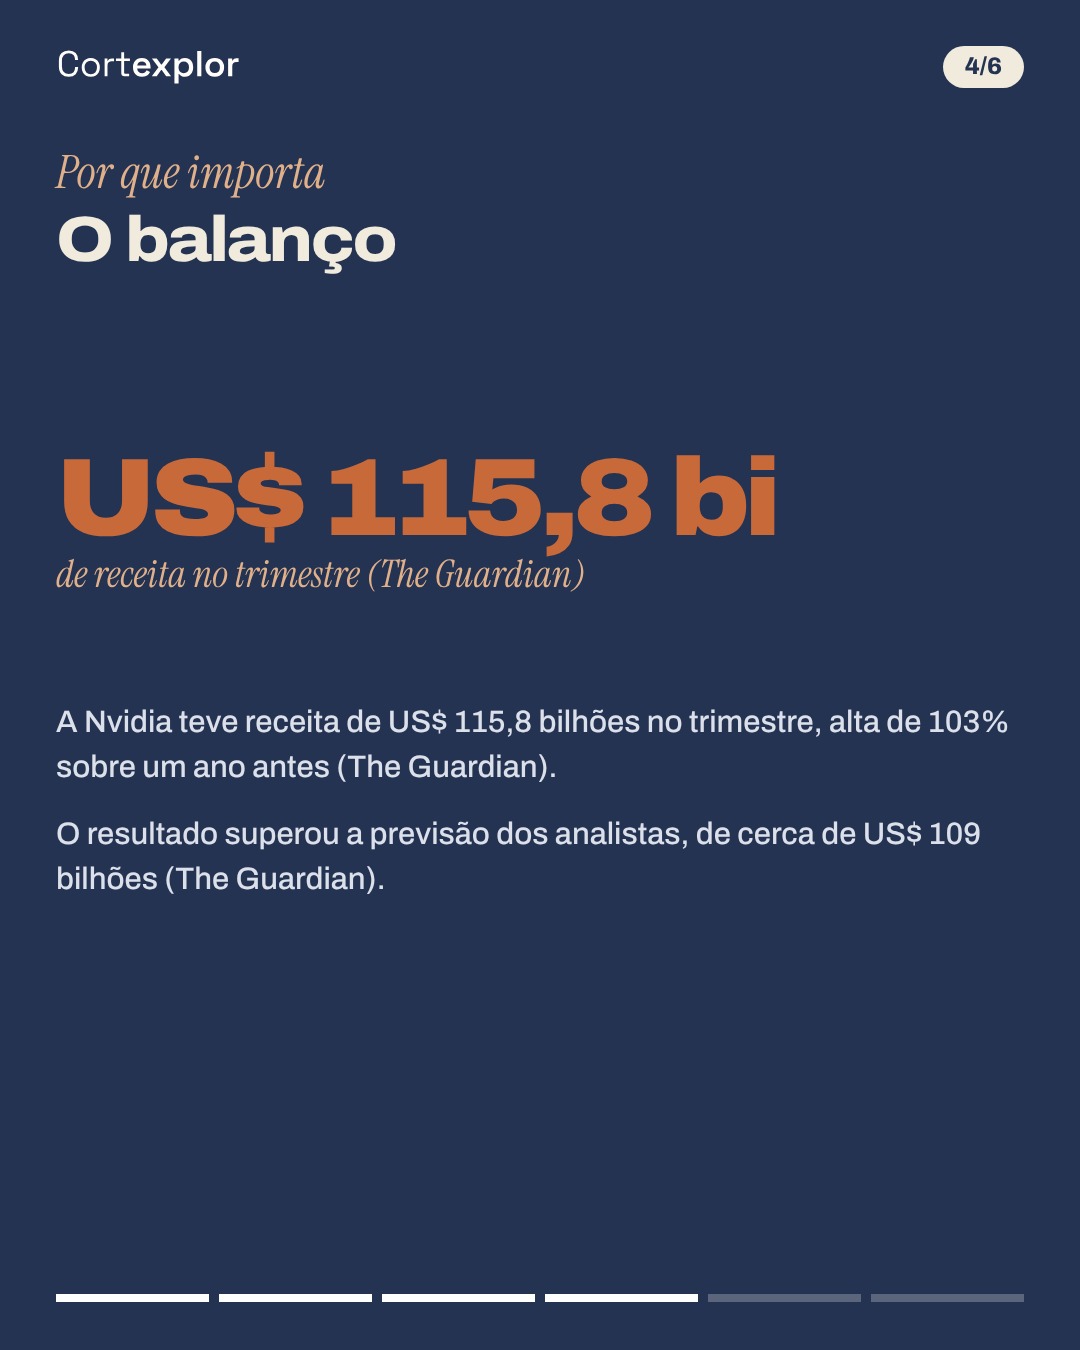 Cortexplor
4/6
Por que importa
O balanço
US$ 115,8 bi
de receita no trimestre (The Guardian)
A Nvidia teve receita de US$ 115,8 bilhões no trimestre, alta de 103%
sobre um ano antes (The Guardian).
O resultado superou a previsão dos analistas, de cerca de US$ 109
bilhões (The Guardian).